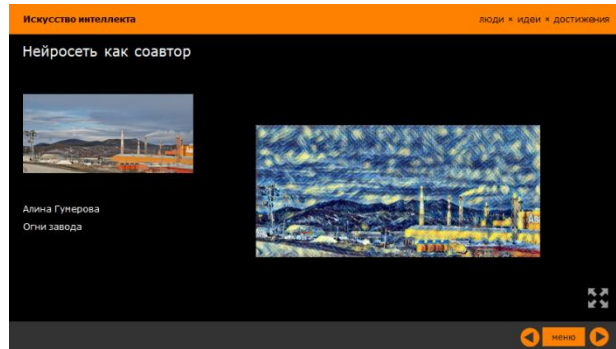 Искусство интеллекта
люди × идеи × достижения
Нейросеть как соавтор
Алина Гумерова
Огни завода
меню